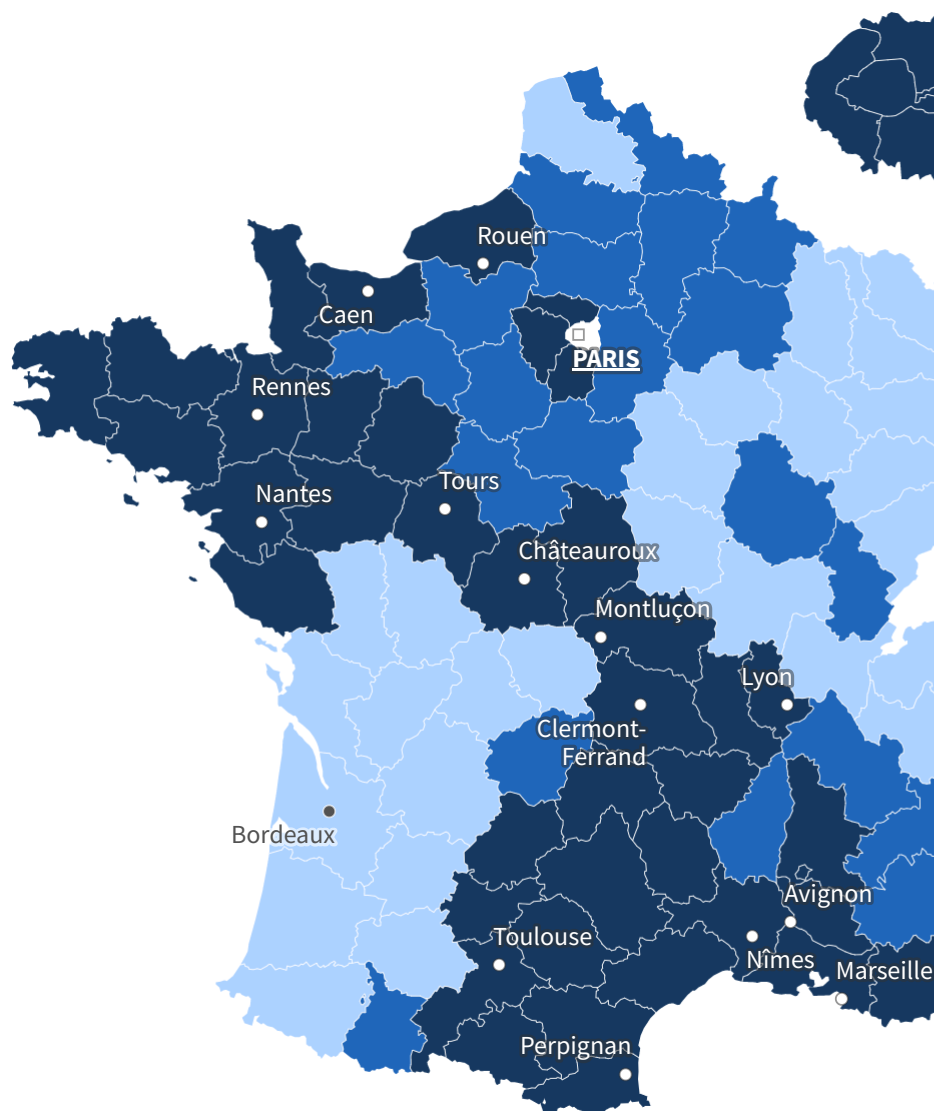 Rouen
Caen
PARIS
Rennes
Tours
Nantes
Châteauroux
Montluçon
Lyon
Clermont-
Ferrand
Bordeaux
Avignon
Toulouse
Nîmes
Marseille
Perpignan